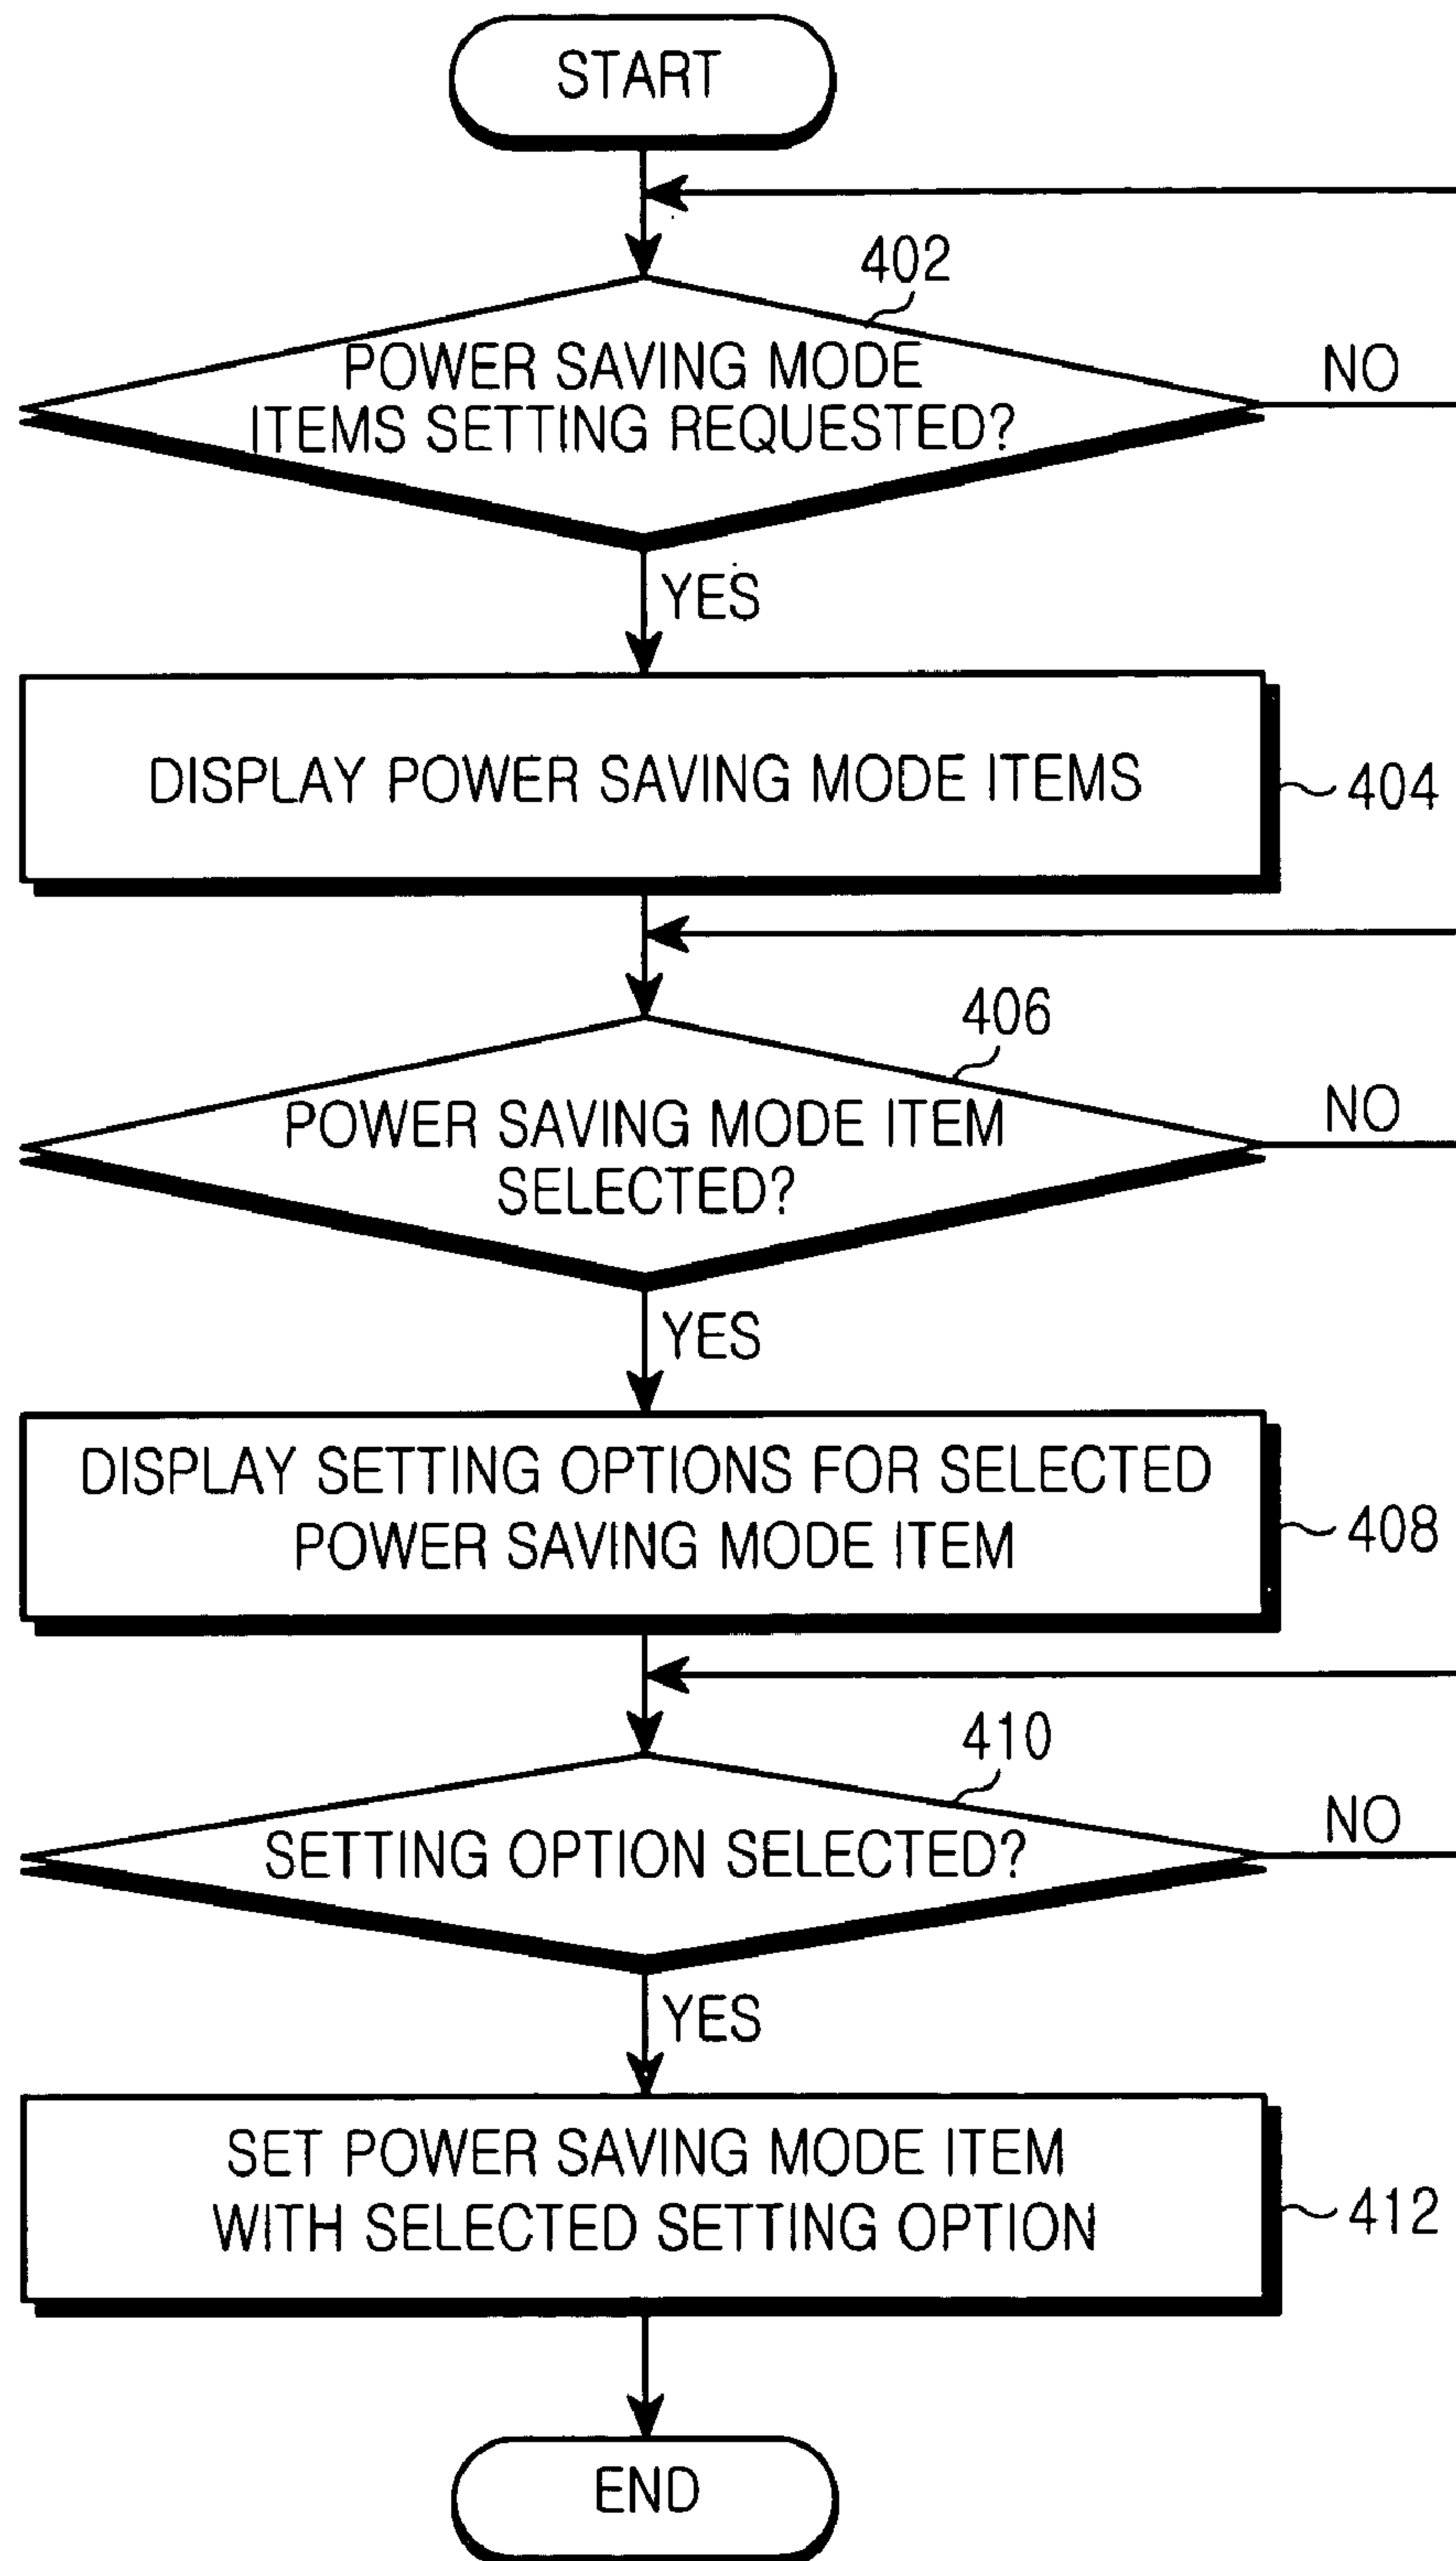 START
402
POWER SAVING MODE
ITEMS SETTING REQUESTED?
NO
YES
DISPLAY POWER SAVING MODE ITEMS
404
406
POWER SAVING MODE ITEM
SELECTED?
NO
YES
DISPLAY SETTING OPTIONS FOR SELECTED
POWER SAVING MODE ITEM
408
410
SETTING OPTION SELECTED?
NO
YES
SET POWER SAVING MODE ITEM
WITH SELECTED SETTING OPTION
412
END